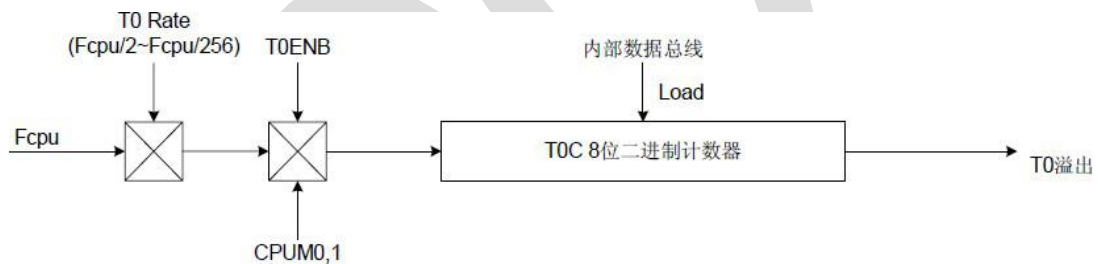 T0 Rate
(Fcpu/2~Fcpu/256)
T0ENB
内部数据总线
Load
Fcpu
T0C 8位二进制计数器
T0溢出
CPUM0,1